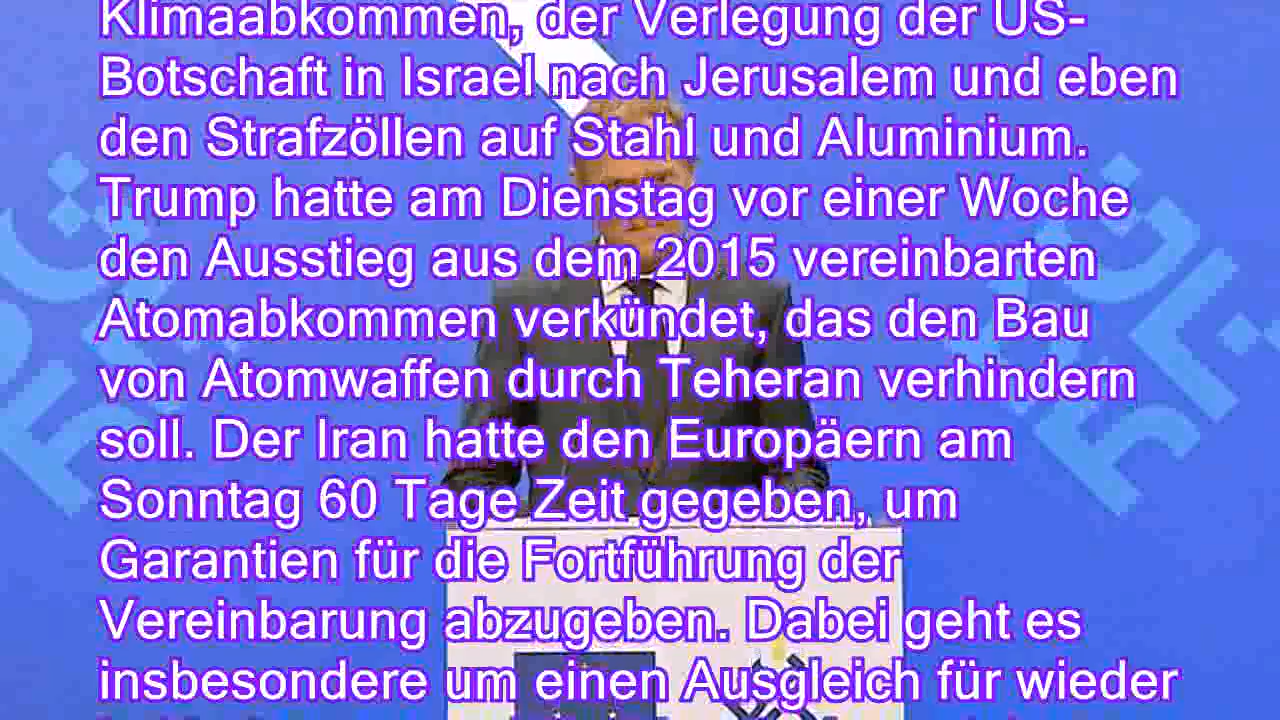 Klimaabkommen, der Verlegung der US-
Botschaft in Israel nach Jerusalem und eben
den Strafzöllen auf Stahl und Aluminium.
Trump hatte am Dienstag vor einer Woche
den Ausstieg aus dem 2015 vereinbarten
Atomabkommen verkündet, das den Bau
von Atomwaffen durch Teheran verhindern
soll. Der Iran hatte den Europäern am
Sonntag 60 Tage Zeit gegeben, um
Garantien für die Fortführung der
Vereinbarung abzugeben. Dabei geht es
insbesondere um einen Ausgleich für wieder